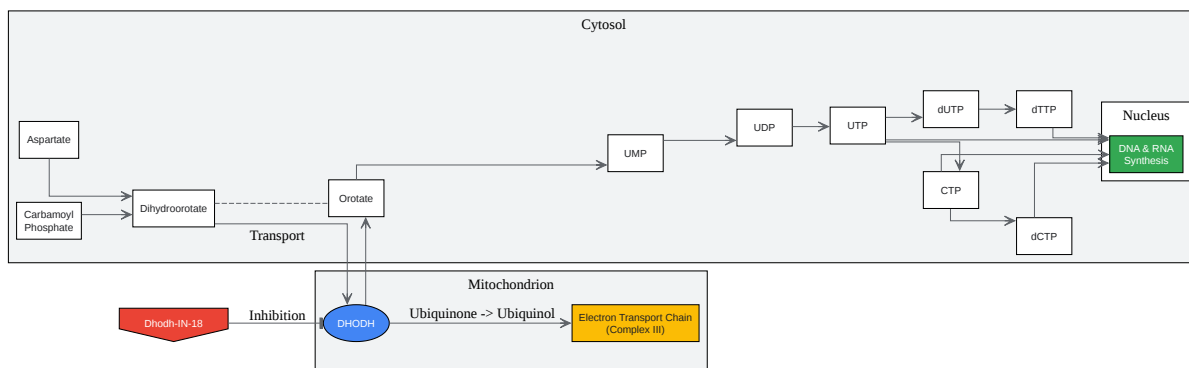 Cytosol
Aspartate
Carbamoyl
Phosphate
Dihydroorotate
Transport
Orotate
UMP
UDP
UTP
dUTP
dTTP
CTP
dCTP
Nucleus
DNA & RNA
Synthesis
Mitochondrion
Dhodh-IN-18
Inhibition
DHODH
Ubiquinone -> Ubiquinol
Electron Transport Chain
(Complex III)